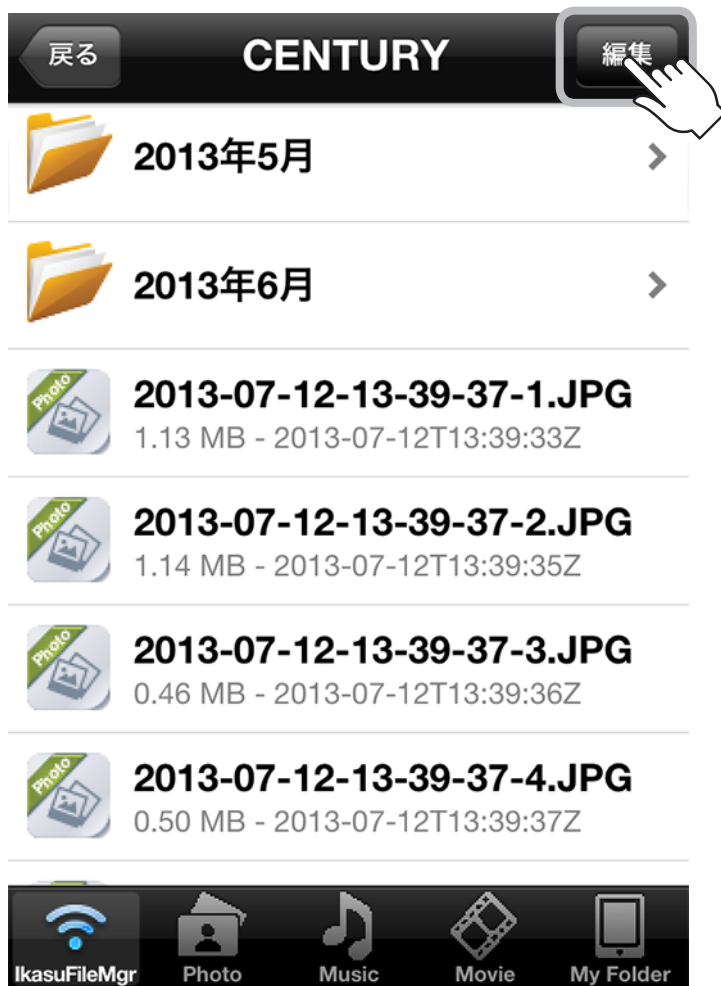 戻る CENTURY 編集
2013年5月
2013年6月
Photo
2013-07-12-13-39-37-1.JPG
1.13 MB - 2013-07-12T13:39:33Z
Photo
2013-07-12-13-39-37-2.JPG
1.14 MB - 2013-07-12T13:39:35Z
Photo
2013-07-12-13-39-37-3.JPG
0.46 MB - 2013-07-12T13:39:36Z
Photo
2013-07-12-13-39-37-4.JPG
0.50 MB - 2013-07-12T13:39:37Z
IkasuFileMgr Photo Music Movie My Folder